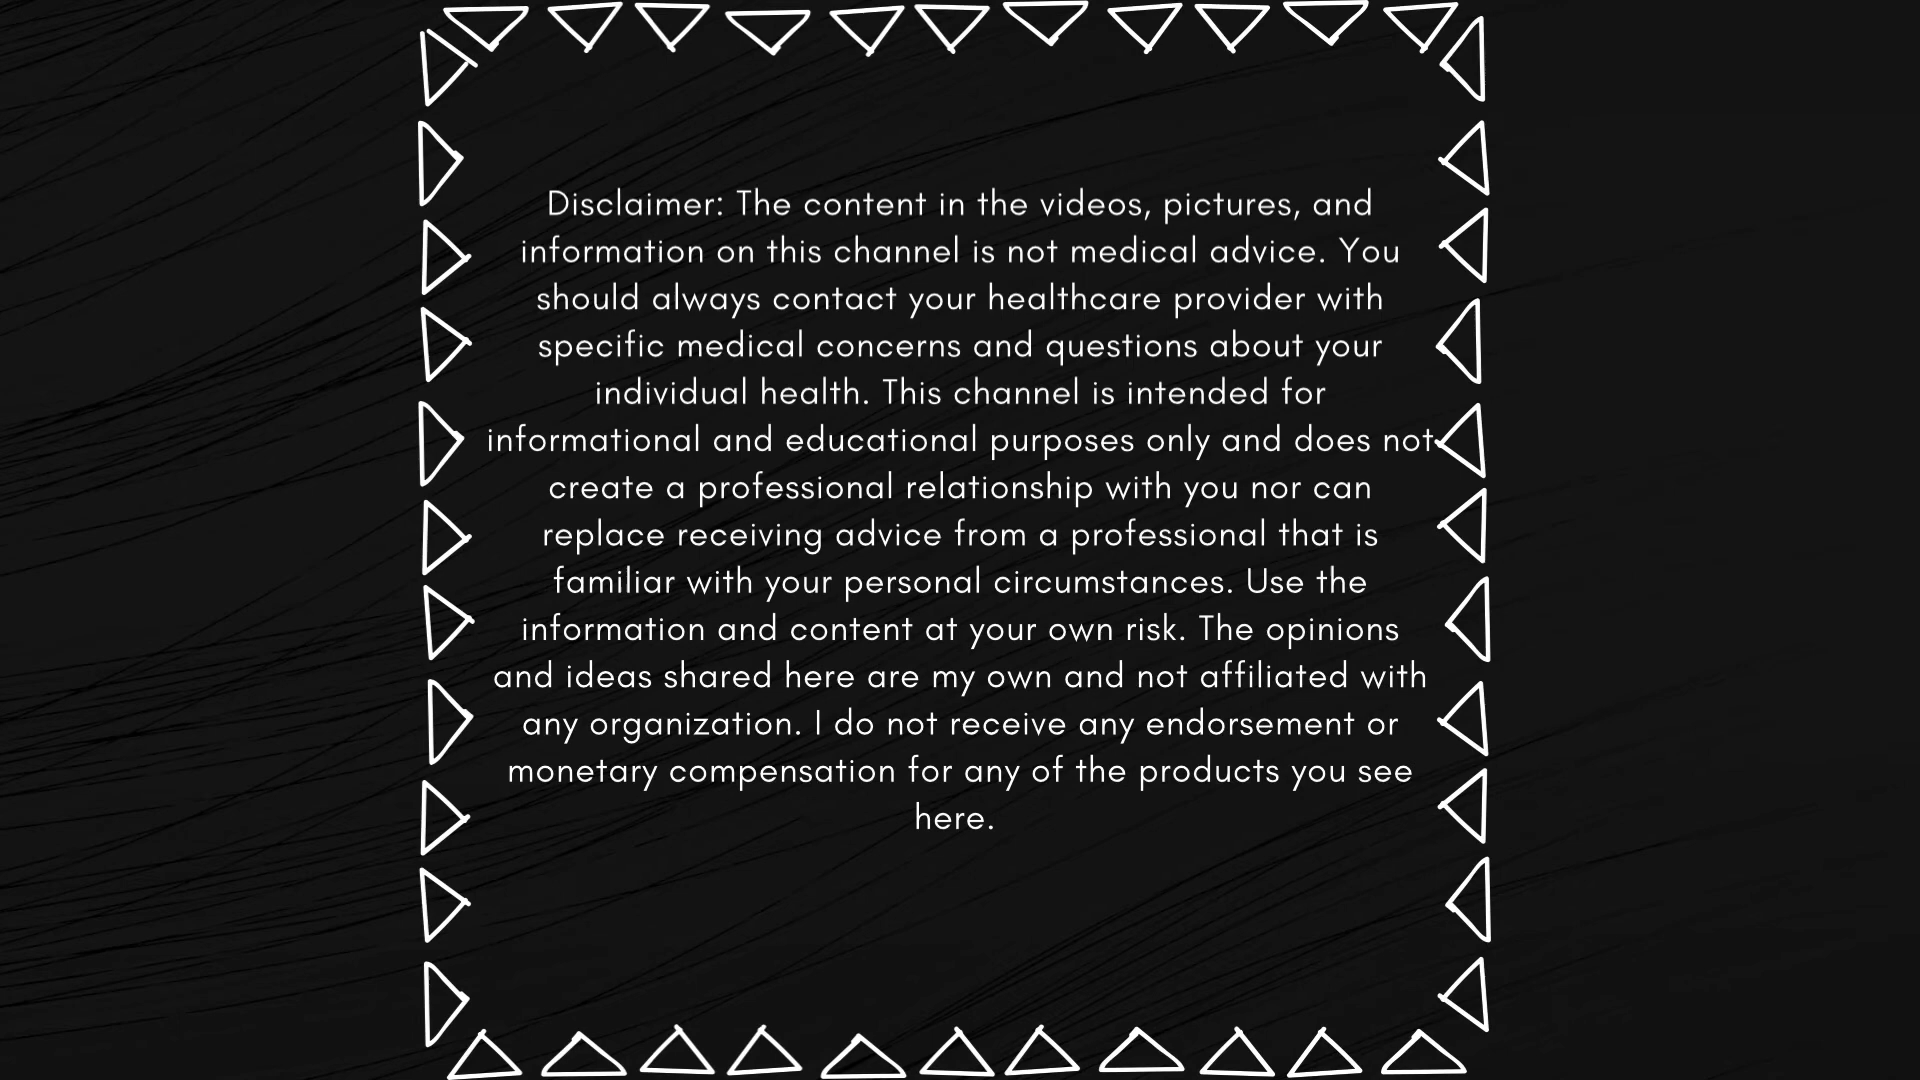 Disclaimer: The content in the videos, pictures, and
information on this channel is not medical advice. You
should always contact your healthcare provider with
specific medical concerns and questions about your
individual health. This channel is intended for
informational and educational purposes only and does not
create a professional relationship with you nor can
replace receiving advice from a professional that is
familiar with your personal circumstances. Use the
information and content at your own risk. The opinions
and ideas shared here are my own and not affiliated with
any organization. I do not receive any endorsement or
monetary compensation for any of the products you see
here.